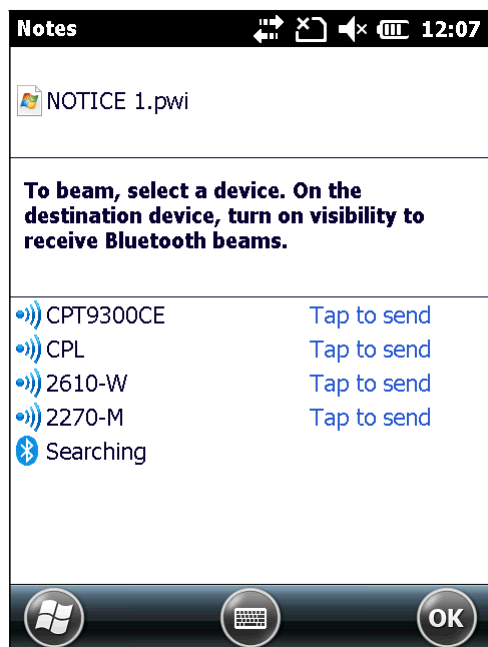 Notes 12:07
NOTICE 1.pwi
To beam, select a device. On the
destination device, turn on visibility to
receive Bluetooth beams.
CPT9300CE Tap to send
CPL Tap to send
2610-W Tap to send
2270-M Tap to send
Searching
OK